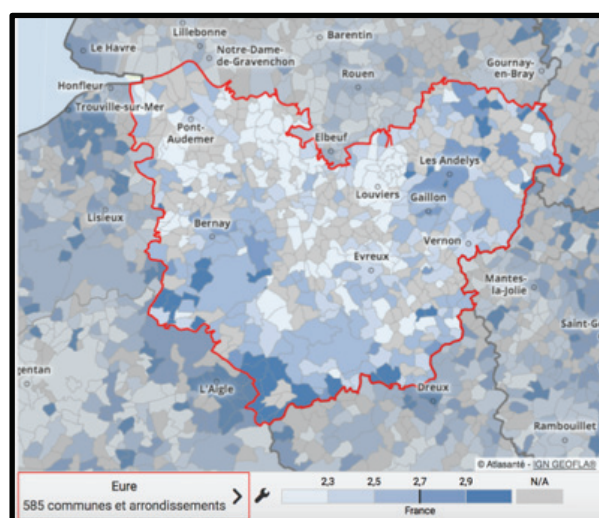 Lillebonne
Barentin
Le Havre
Notre-Dame-
de-Gravenchon
Gournay-
en-Bray
Rouen
Honfleur
Trouville-sur-Mer
Pont-
Audemer
Elbeuf
Les Andelys
Louviers
Gaillon
Lisieux
Bernay
Vernon
Evreux
Mantes-
la-Jolie
Saint-Ge
gentan
L'Aigle
Dreux
Rambouillet
© Atlasanté - IGN GEOFLA®
Eure
585 communes et arrondissements
2,3 2,5 2,7 2,9 N/A
France